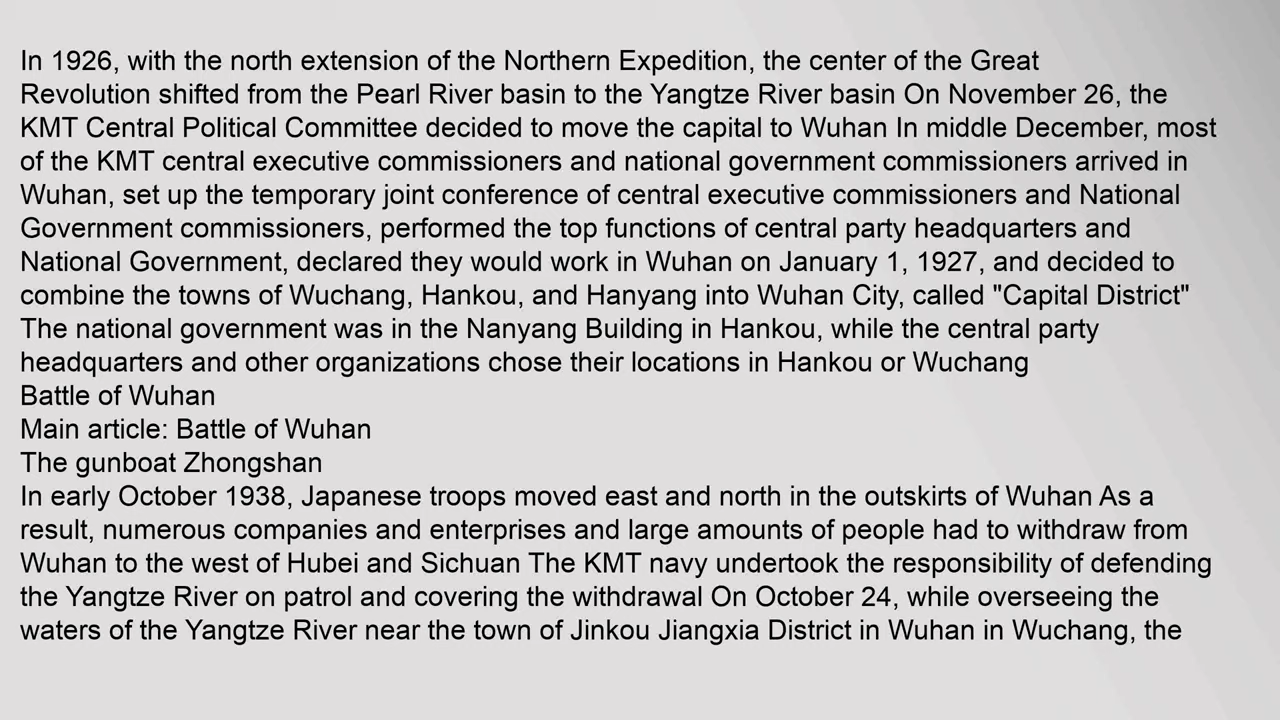 In 1926, with the north extension of the Northern Expedition, the center of the Great
Revolution shifted from the Pearl River basin to the Yangtze River basin On November 26, the
KMT Central Political Committee decided to move the capital to Wuhan In middle December, most
of the KMT central executive commissioners and national government commissioners arrived in
Wuhan, set up the temporary joint conference of central executive commissioners and National
Government commissioners, performed the top functions of central party headquarters and
National Government, declared they would work in Wuhan on January 1, 1927, and decided to
combine the towns of Wuchang, Hankou, and Hanyang into Wuhan City, called "Capital District"
The national government was in the Nanyang Building in Hankou, while the central party
headquarters and other organizations chose their locations in Hankou or Wuchang
Battle of Wuhan
Main article: Battle of Wuhan
The gunboat Zhongshan
In early October 1938, Japanese troops moved east and north in the outskirts of Wuhan As a
result, numerous companies and enterprises and large amounts of people had to withdraw from
Wuhan to the west of Hubei and Sichuan The KMT navy undertook the responsibility of defending
the Yangtze River on patrol and covering the withdrawal On October 24, while overseeing the
waters of the Yangtze River near the town of Jinkou Jiangxia District in Wuhan in Wuchang, the